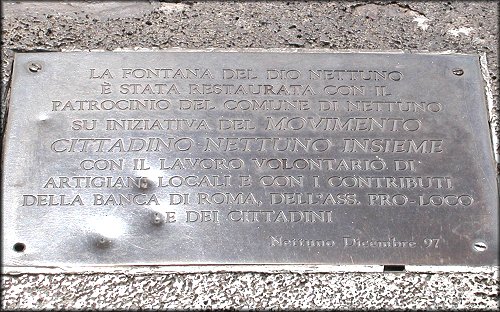 LA FONTANA DEL DIO NETTUNO
È STATA RESTAURATA CON IL
PATROCINIO DEL COMUNE DI NETTUNO
SU INIZIATIVA DEL MOVIMENTO
CITTADINO NETTUNO INSIEME
CON IL LAVORO VOLONTARIO DI
ARTIGIANI LOCALI E CON I CONTRIBUTI
DELLA BANCA DI ROMA, DELL'ASS. PRO-LOCO
E DEI CITTADINI
Nettuno Dicembre 97